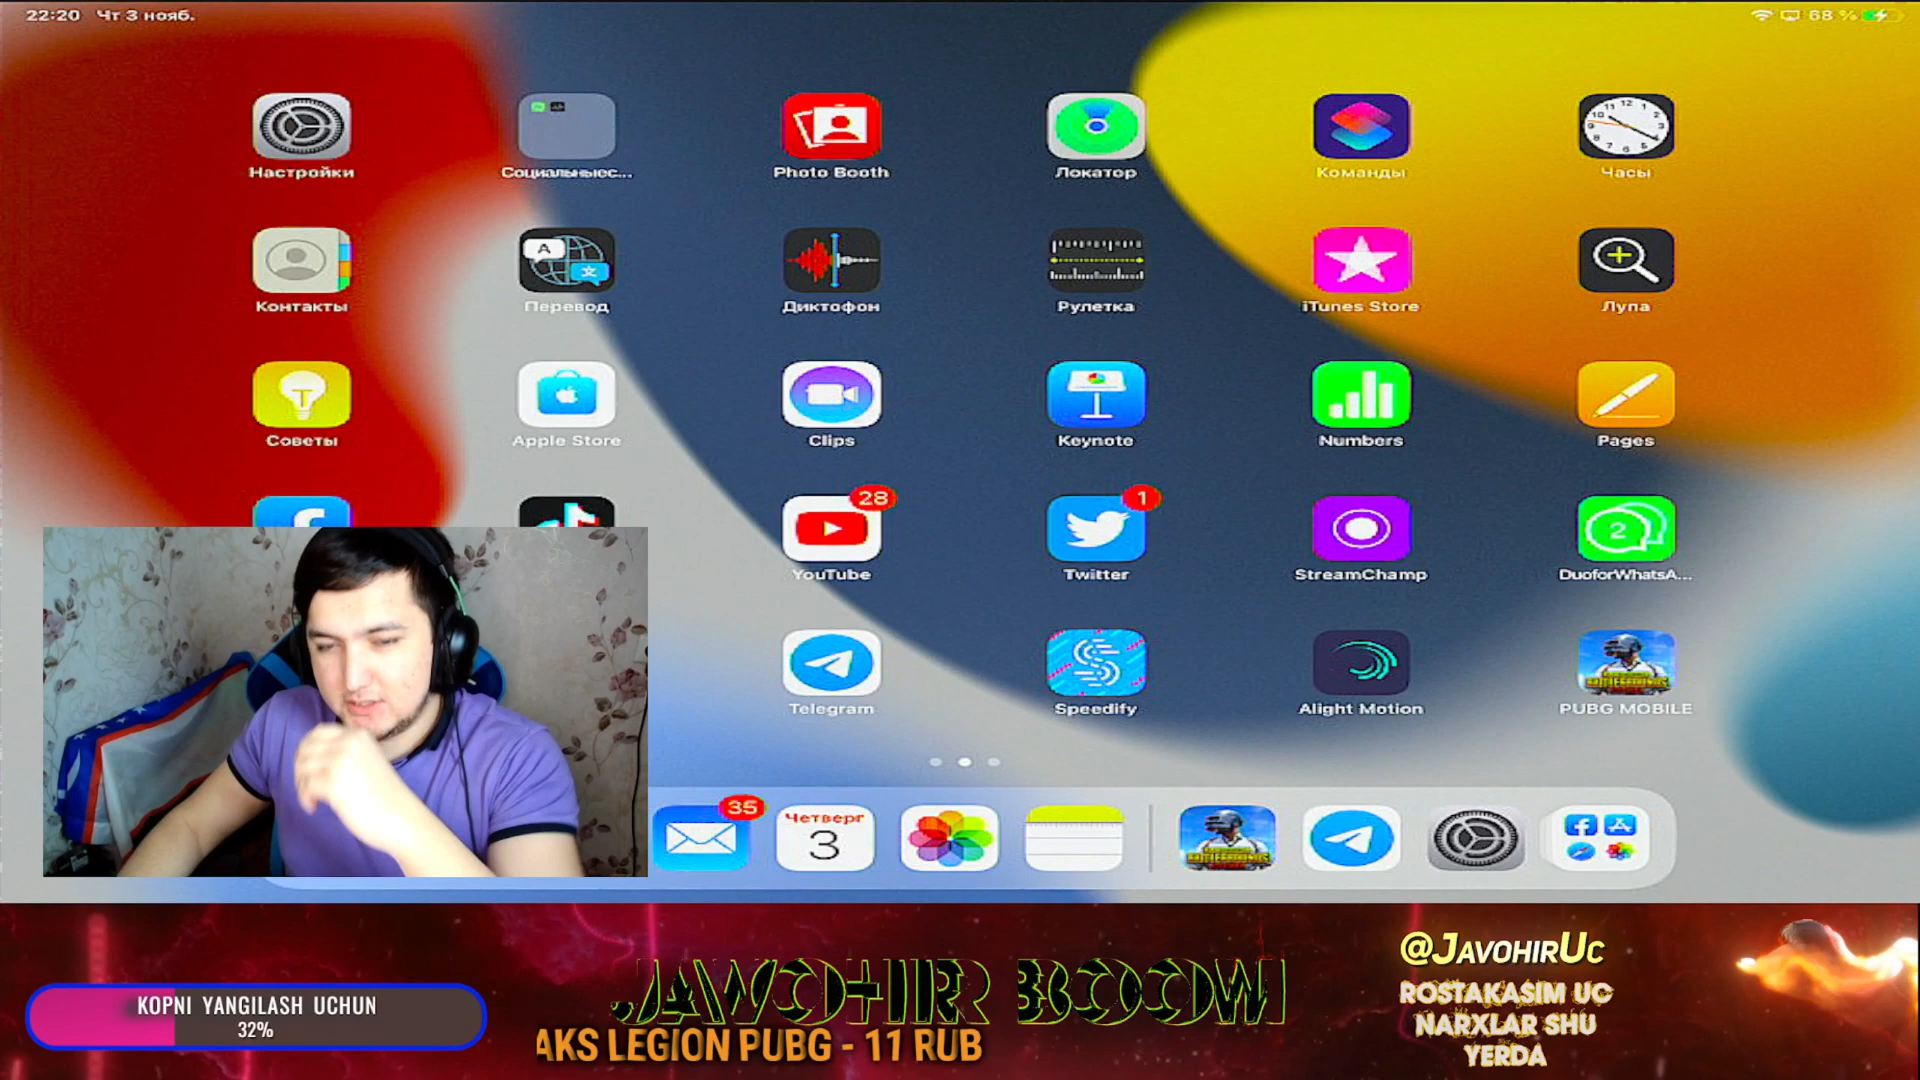 22:20 Чт 3 нояб.
68 %
Настройки
Социальныес...
Photo Booth
Локатор
Команды
Часы
Контакты
Перевод
Диктофон
Рулетка
iTunes Store
Лупа
Советы
Apple Store
Clips
Keynote
Numbers
Pages
28
1
2
YouTube
Twitter
StreamChamp
DuoforWhatsA...
Telegram
Speedify
Alight Motion
PUBG MOBILE
35
Четверг
3
@JAVOHIRUC
KOPNI YANGILASH UCHUN
32%
JAVOHIR BOOM
AKS LEGION PUBG - 11 RUB
ROSTAKASIM UC
NARXLAR SHU
YERDA